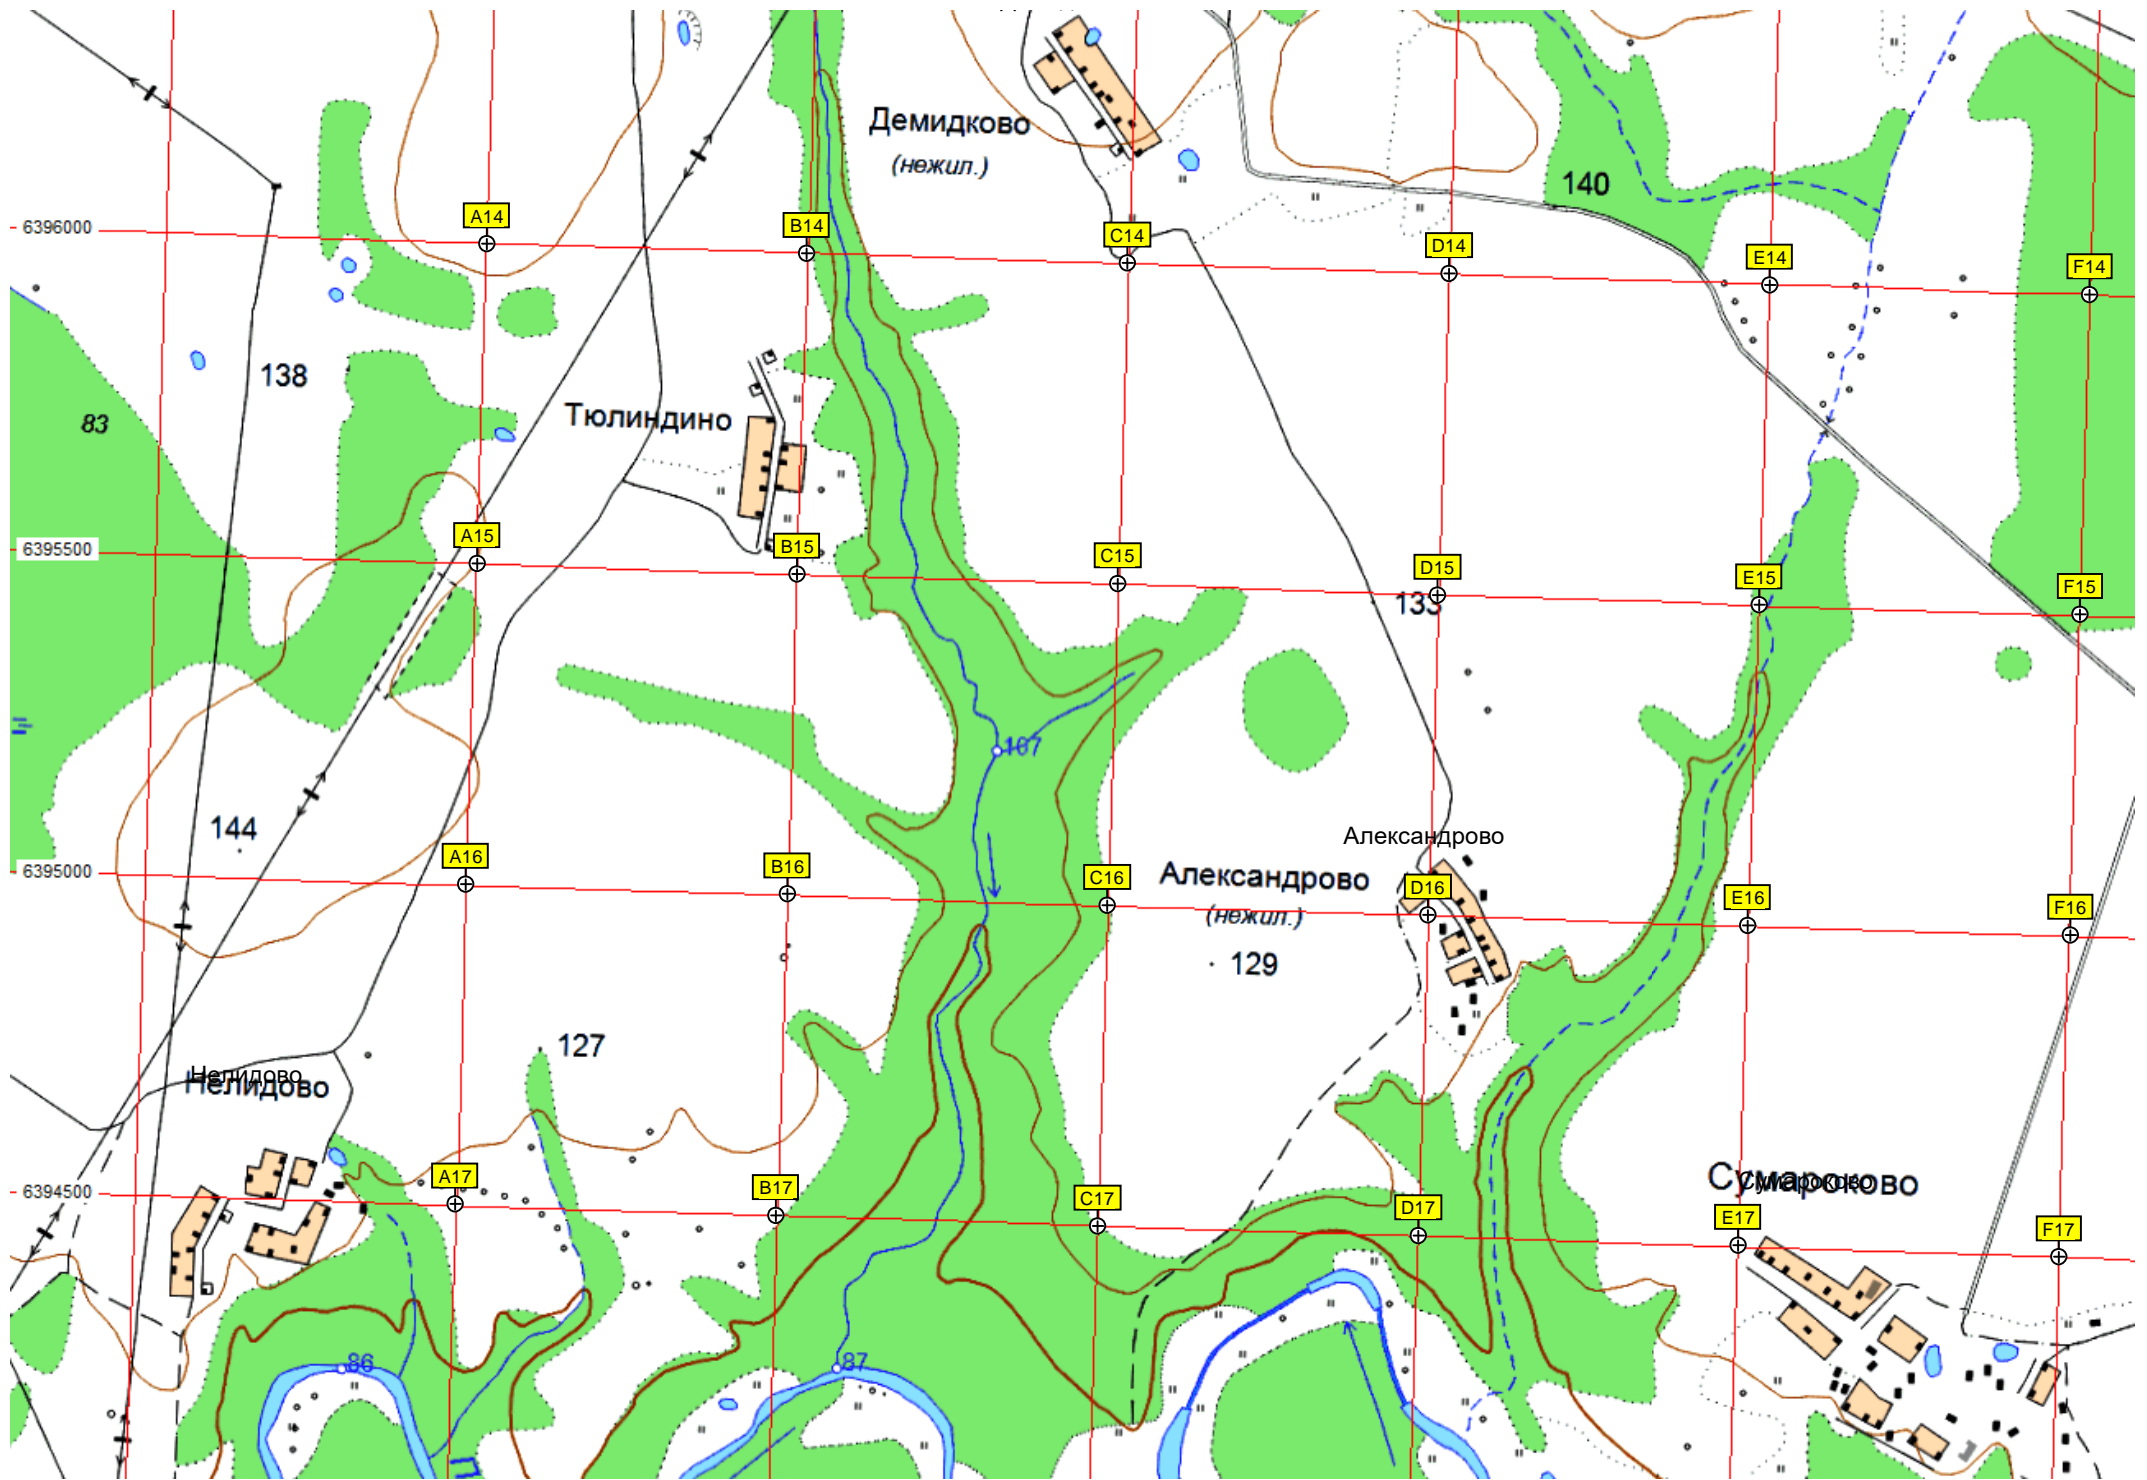 Демидково
(нежил.)
140
6396000
A14
B14
C14
D14
E14
F14
138
83
Тюлиндино
6395500
A15
B15
C15
D15
E15
F15
133
167
144
Александрово
6395000
A16
B16
C16
Александрово
(нежил.)
D16
E16
F16
129
127
Нелидово
Нелидово
6394500
A17
B17
C17
D17
E17
F17
Сумароково
Сумароково
86
87